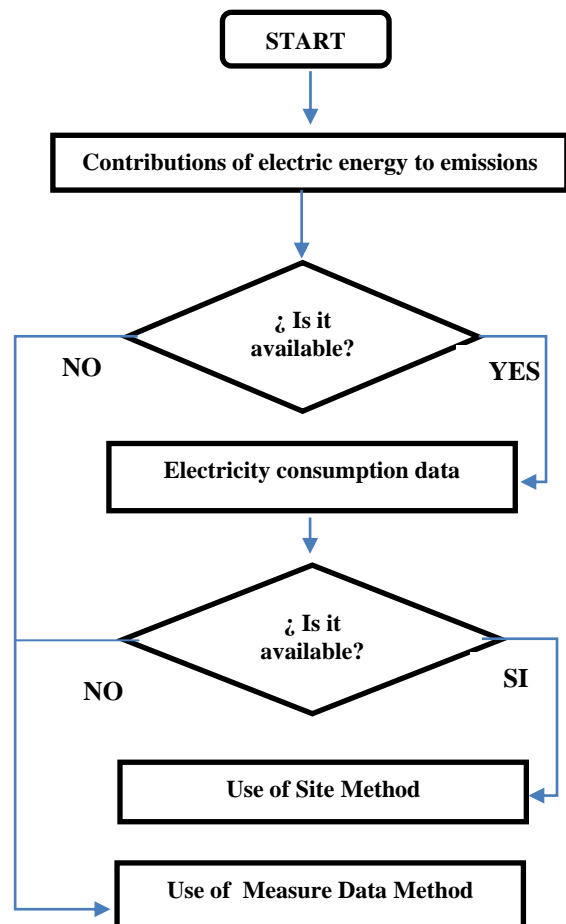 START
Contributions of electric energy to emissions
¿ Is it
available?
NO
YES
Electricity consumption data
¿ Is it
available?
NO
SI
Use of Site Method
Use of Measure Data Method